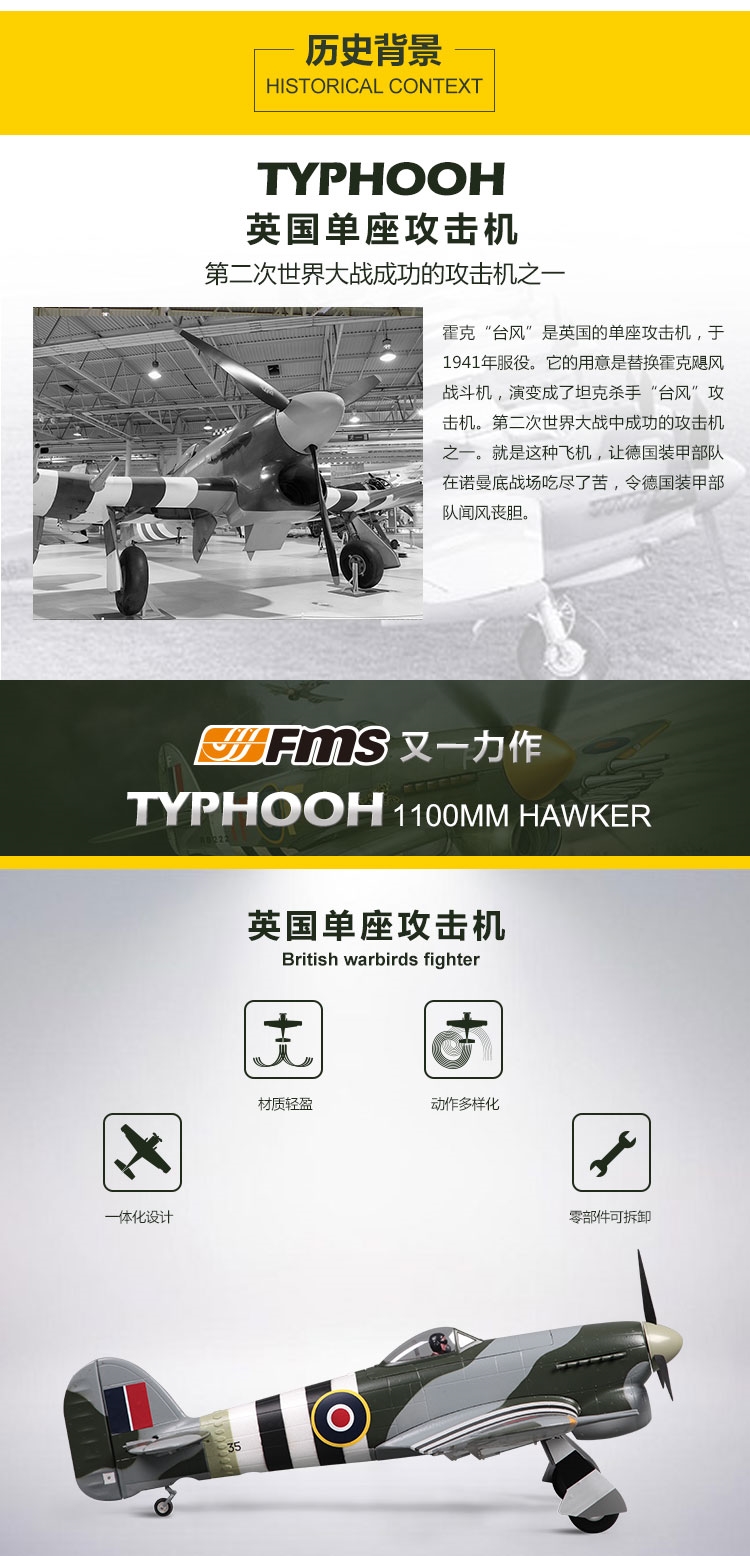 历史背景
HISTORICAL CONTEXT
TYPHOOH
英国单座攻击机
第二次世界大战成功的攻击机之一
霍克“台风”是英国的单座攻击机，于
1941年服役。它的用意是替换霍克飓风
战斗机，演变成了坦克杀手“台风”攻
击机。第二次世界大战中成功的攻击机
之一。就是这种飞机，让德国装甲部队
在诺曼底战场吃尽了苦，令德国装甲部
队闻风丧胆。
FMS 又一力作
TYPHOOH 1100MM HAWKER
英国单座攻击机
British warbirds fighter
材质轻盈
动作多样化
一体化设计
零部件可拆卸
35